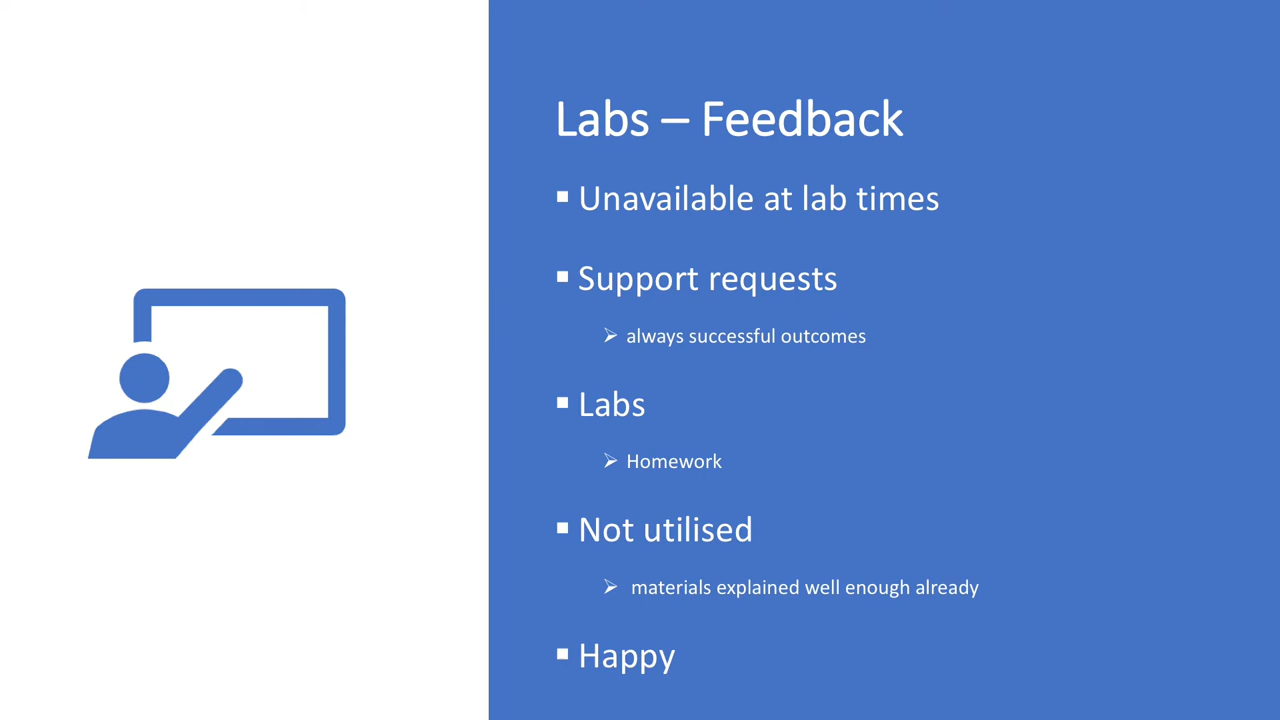 Labs – Feedback
▪ Unavailable at lab times
▪ Support requests
➢ always successful outcomes
▪ Labs
➢ Homework
▪ Not utilised
➢ materials explained well enough already
▪ Happy